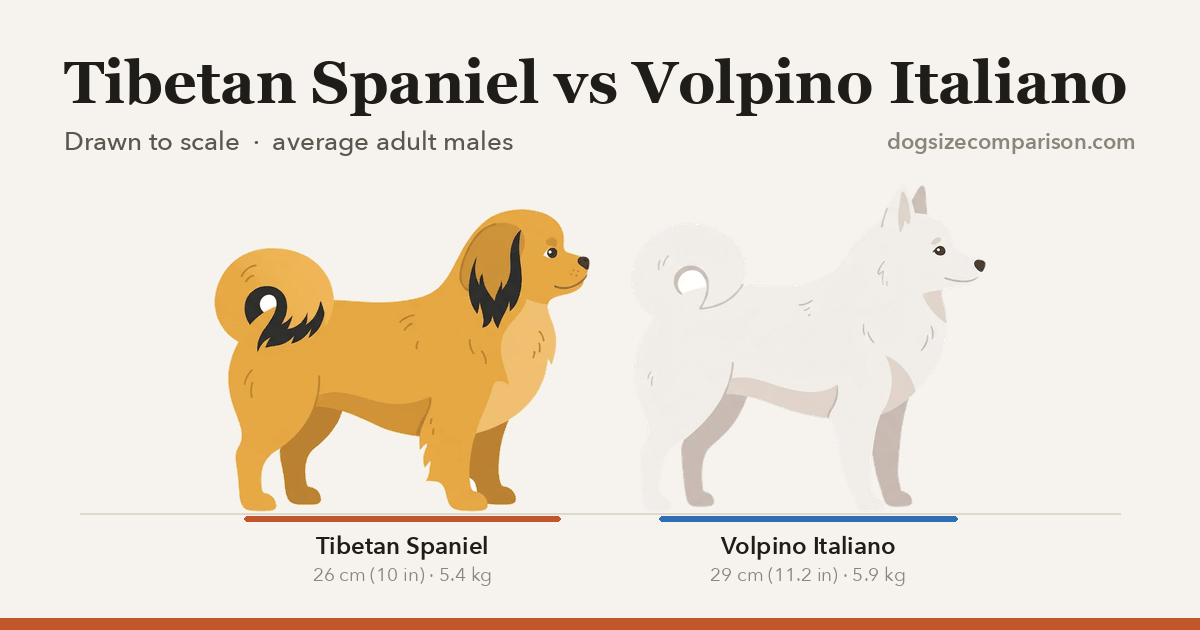 Tibetan Spaniel vs Volpino Italiano
Drawn to scale · average adult males
dogsizecomparison.com
Tibetan Spaniel
26 cm (10 in) · 5.4 kg
Volpino Italiano
29 cm (11.2 in) · 5.9 kg